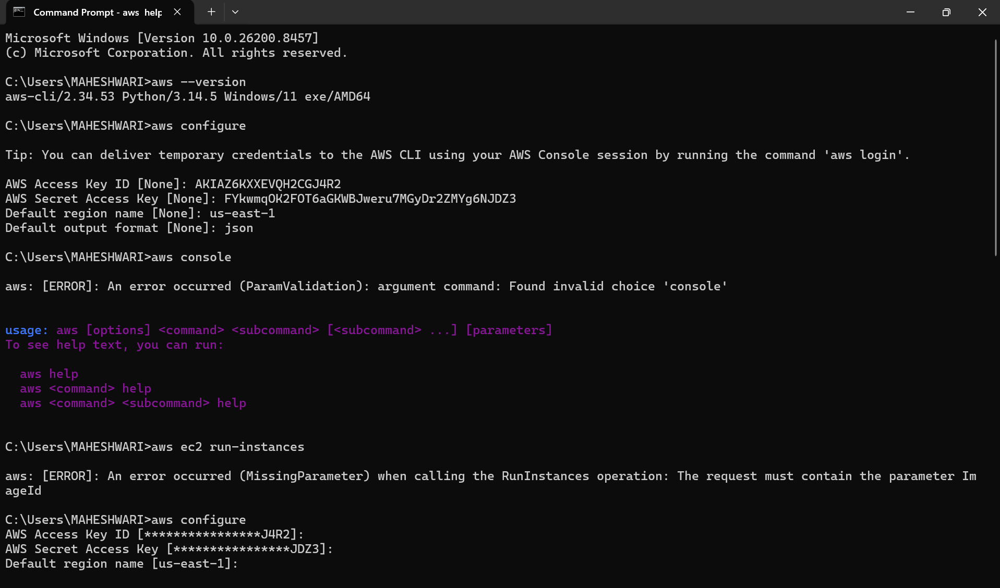 Command Prompt - aws help
Microsoft Windows [Version 10.0.26200.8457]
(c) Microsoft Corporation. All rights reserved.
C:\Users\MAHESHWARI>aws --version
aws-cli/2.34.53 Python/3.14.5 Windows/11 exe/AMD64
C:\Users\MAHESHWARI>aws configure
Tip: You can deliver temporary credentials to the AWS CLI using your AWS Console session by running the command 'aws login'.
AWS Access Key ID [None]: AKIAZ6KXXEVQH2CGJ4R2
AWS Secret Access Key [None]: FYkwmqOK2FOT6aGKWBJweru7MGyDr2ZMYg6NJDZ3
Default region name [None]: us-east-1
Default output format [None]: json
C:\Users\MAHESHWARI>aws console
aws: [ERROR]: An error occurred (ParamValidation): argument command: Found invalid choice 'console'
usage: aws [options] <command> <subcommand> [<subcommand> ...] [parameters]
To see help text, you can run:
aws help
aws <command> help
aws <command> <subcommand> help
C:\Users\MAHESHWARI>aws ec2 run-instances
aws: [ERROR]: An error occurred (MissingParameter) when calling the RunInstances operation: The request must contain the parameter Im
ageId
C:\Users\MAHESHWARI>aws configure
AWS Access Key ID [****************J4R2]:
AWS Secret Access Key [****************JDZ3]:
Default region name [us-east-1]: